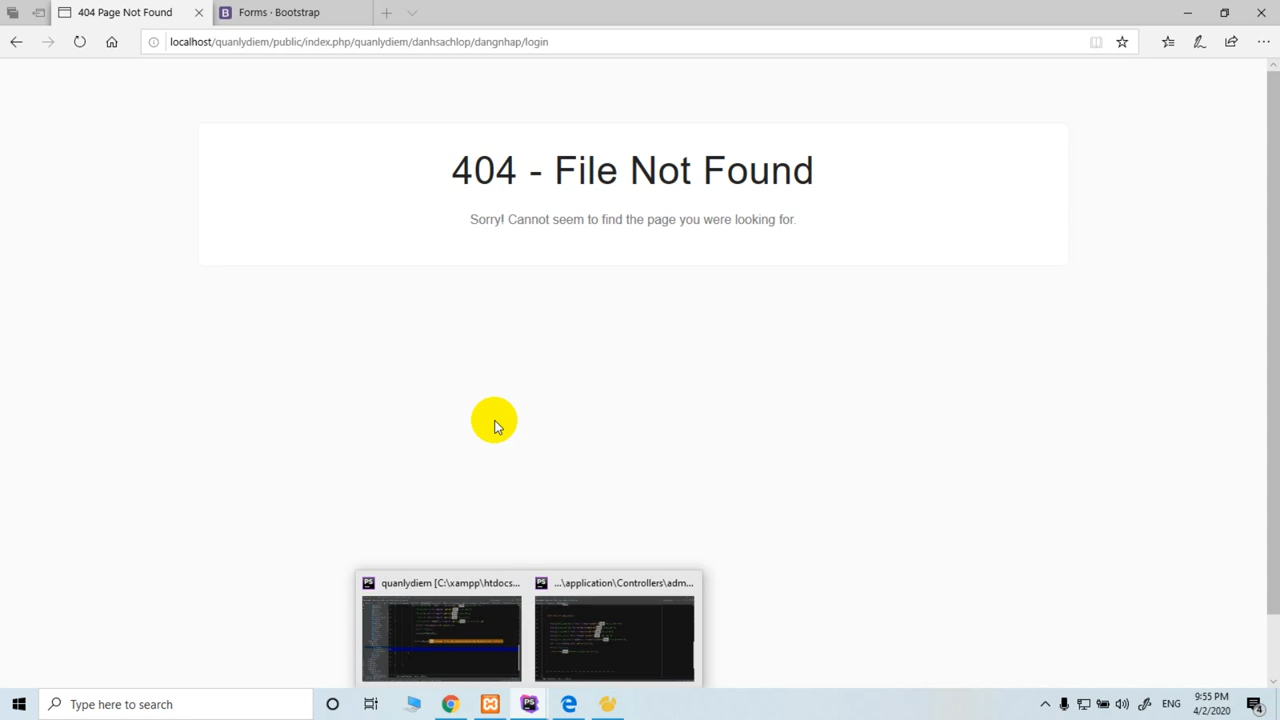 404 Page Not Found
Forms · Bootstrap
localhost/quanlydiem/public/index.php/quanlydiem/danhsachlop/dangnhap/login
404 - File Not Found
Sorry! Cannot seem to find the page you were looking for.
quanlydiem [C:\xampp\htdocs...
...\application\Controllers\adm...
Type here to search
ENG
9:55 PM
4/2/2020
4